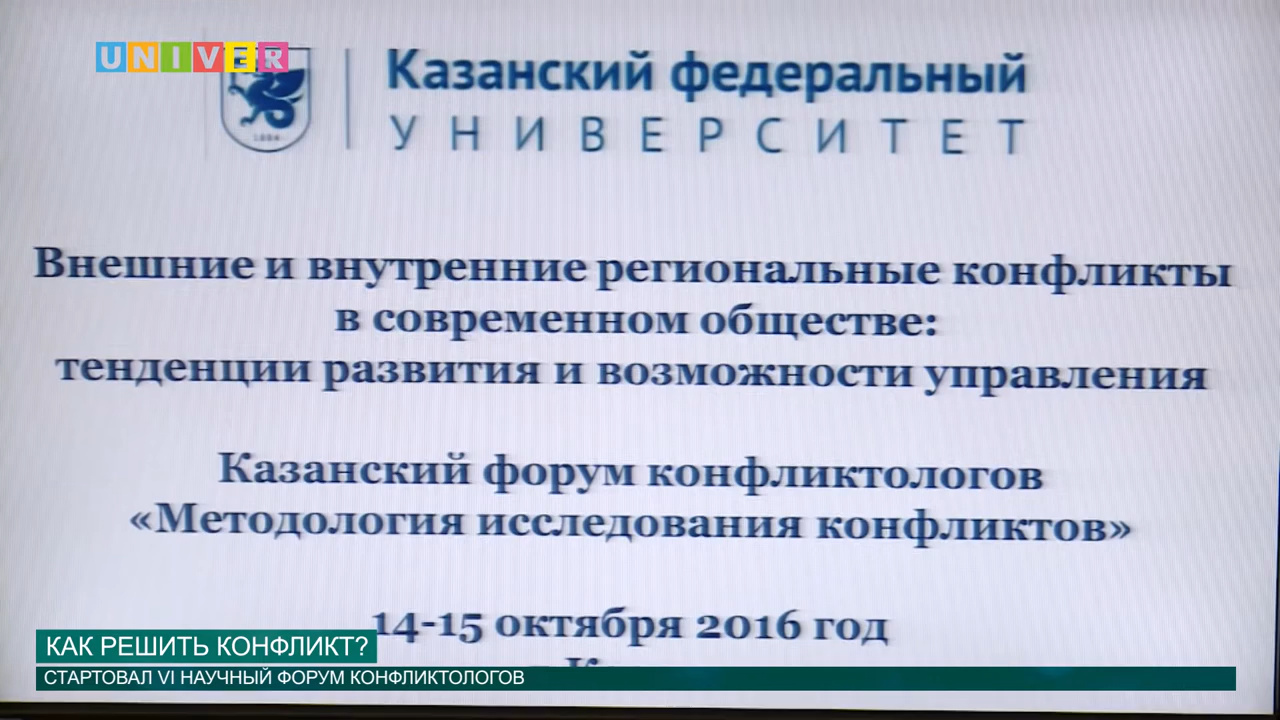 UNIVER
Казанский федеральный
УНИВЕРСИТЕТ
1804
Внешние и внутренние региональные конфликты
в современном обществе:
тенденции развития и возможности управления
Казанский форум конфликтологов
«Методология исследования конфликтов»
14-15 октября 2016 год
КАК РЕШИТЬ КОНФЛИКТ?
СТАРТОВАЛ VI НАУЧНЫЙ ФОРУМ КОНФЛИКТОЛОГОВ